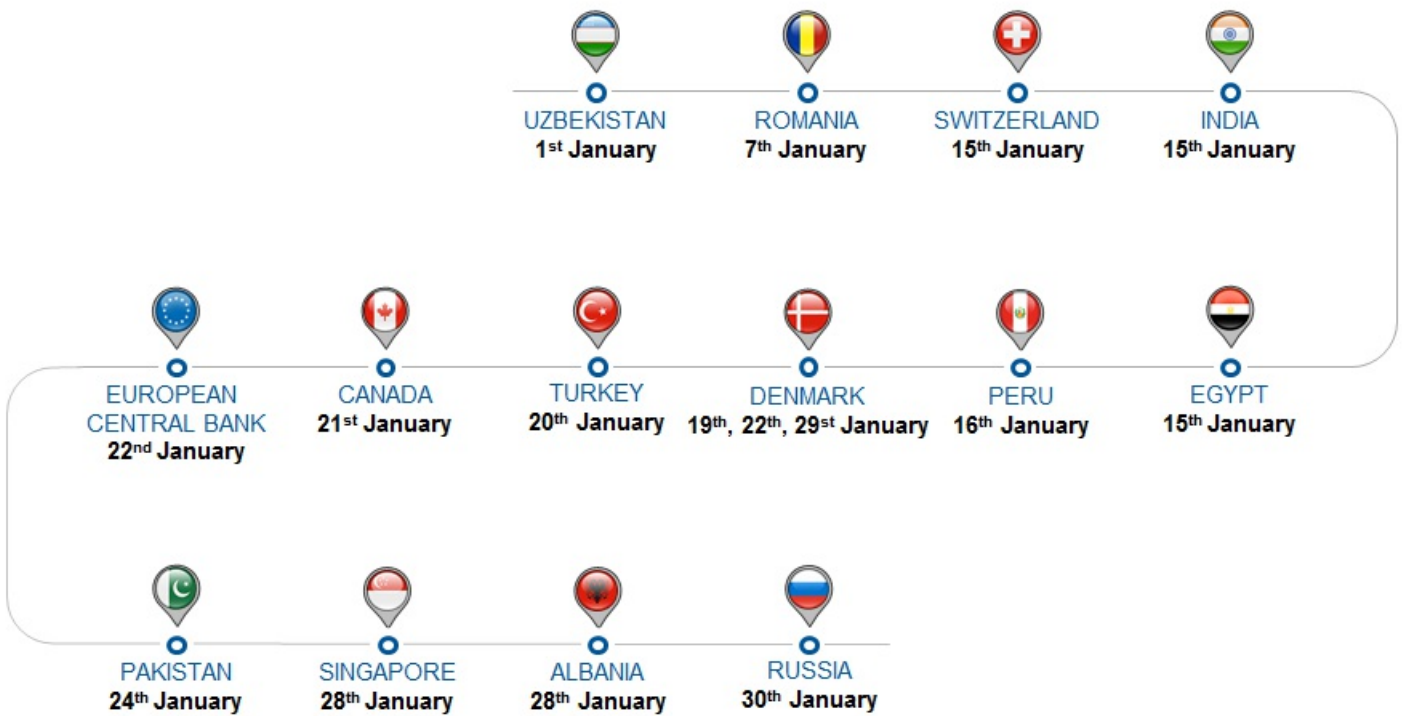 UZBEKISTAN
1st January
ROMANIA
7th January
SWITZERLAND
15th January
INDIA
15th January
EUROPEAN
CENTRAL BANK
22nd January
CANADA
21st January
TURKEY
20th January
DENMARK
19th, 22th, 29st January
PERU
16th January
EGYPT
15th January
PAKISTAN
24th January
SINGAPORE
28th January
ALBANIA
28th January
RUSSIA
30th January